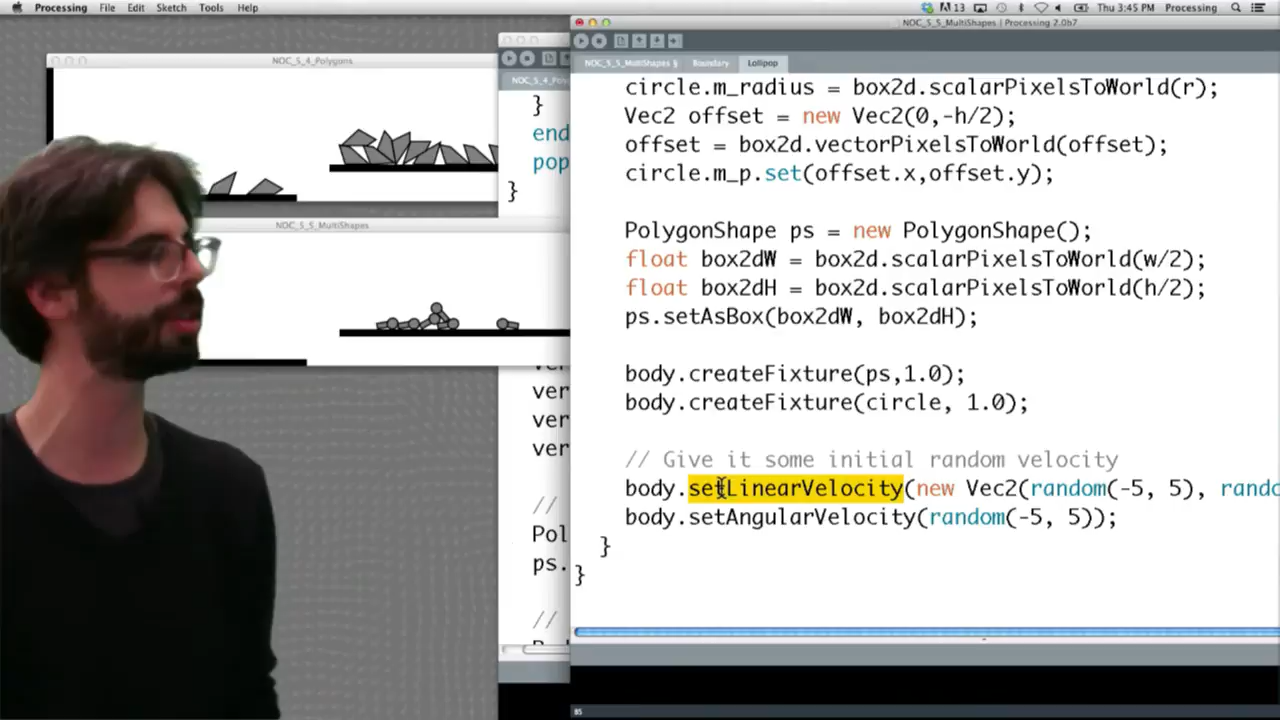 Processing File Edit Sketch Tools Help
13 Thu 3:45 PM Processing
NOC_5_5_MultiShapes | Processing 2.0b7
NOC_5_4_Polygons
NOC_5_5_MultiShapes
NOC_5_4_Po
}
end
pop
}
ver
ver
ver
//
Pol
ps.
//
NOC_5_5_MultiShapes § Boundary Lollipop
circle.m_radius = box2d.scalarPixelsToWorld(r);
Vec2 offset = new Vec2(0,-h/2);
offset = box2d.vectorPixelsToWorld(offset);
circle.m_p.set(offset.x,offset.y);
PolygonShape ps = new PolygonShape();
float box2dW = box2d.scalarPixelsToWorld(w/2);
float box2dH = box2d.scalarPixelsToWorld(h/2);
ps.setAsBox(box2dW, box2dH);
body.createFixture(ps,1.0);
body.createFixture(circle, 1.0);
// Give it some initial random velocity
body.setLinearVelocity(new Vec2(random(-5, 5), rando
body.setAngularVelocity(random(-5, 5));
}
}
85